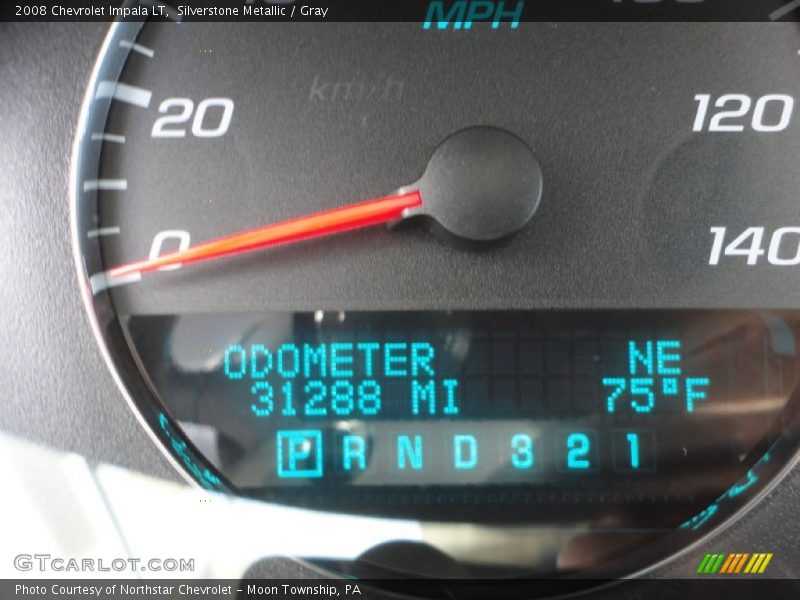 2008 Chevrolet Impala LT, Silverstone Metallic / Gray
MPH
km/h
20
120
0
140
ODOMETER NE
31288 MI 75°F
P R N D 3 2 1
GTCARLOT.COM
Photo Courtesy of Northstar Chevrolet - Moon Township, PA